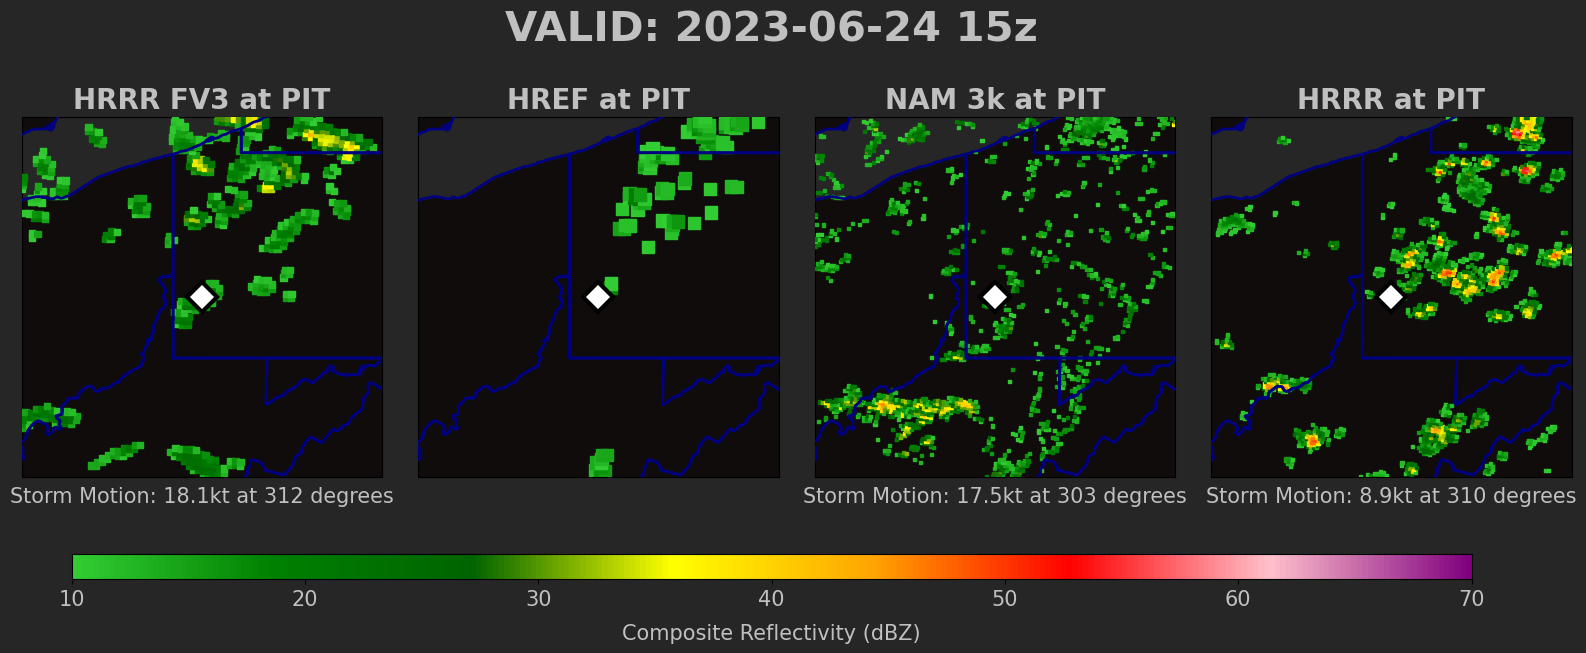 VALID: 2023-06-24 15z
HRRR FV3 at PIT
HREF at PIT
NAM 3k at PIT
HRRR at PIT
Storm Motion: 18.1kt at 312 degrees
Storm Motion: 17.5kt at 303 degrees
Storm Motion: 8.9kt at 310 degrees
10 20 30 40 50 60 70
Composite Reflectivity (dBZ)